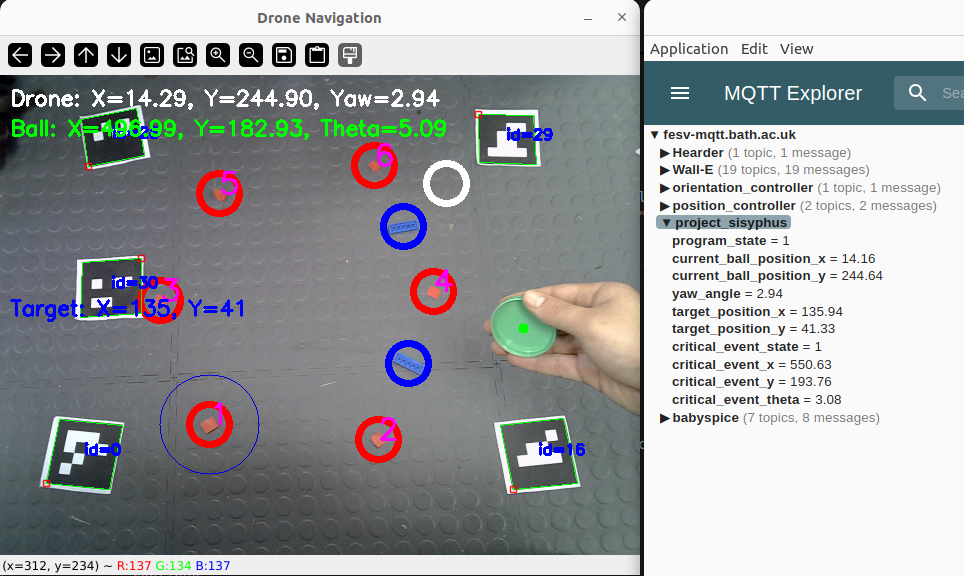 Drone Navigation
Drone: X=14.29, Y=244.90, Yaw=2.94
Ball: X=486.99, Y=182.93, Theta=5.09
id=29
6
5
id=30
3
4
Target: X=135, Y=41
1
2
id=0
id=16
(x=312, y=234) ~ R:137 G:134 B:137
Application Edit View
MQTT Explorer
Sea
▼ fesv-mqtt.bath.ac.uk
▶ Hearder (1 topic, 1 message)
▶ Wall-E (19 topics, 19 messages)
▶ orientation_controller (1 topic, 1 message)
▶ position_controller (2 topics, 2 messages)
▼ project_sisyphus
program_state = 1
current_ball_position_x = 14.16
current_ball_position_y = 244.64
yaw_angle = 2.94
target_position_x = 135.94
target_position_y = 41.33
critical_event_state = 1
critical_event_x = 550.63
critical_event_y = 193.76
critical_event_theta = 3.08
▶ babyspice (7 topics, 8 messages)